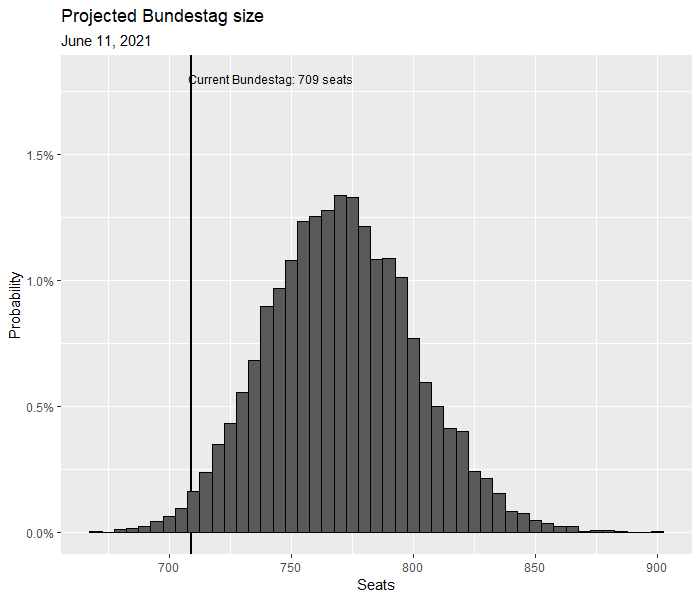 Projected Bundestag size
June 11, 2021
Current Bundestag: 709 seats
1.5%
1.0%
0.5%
0.0%
Probability
700 750 800 850 900
Seats